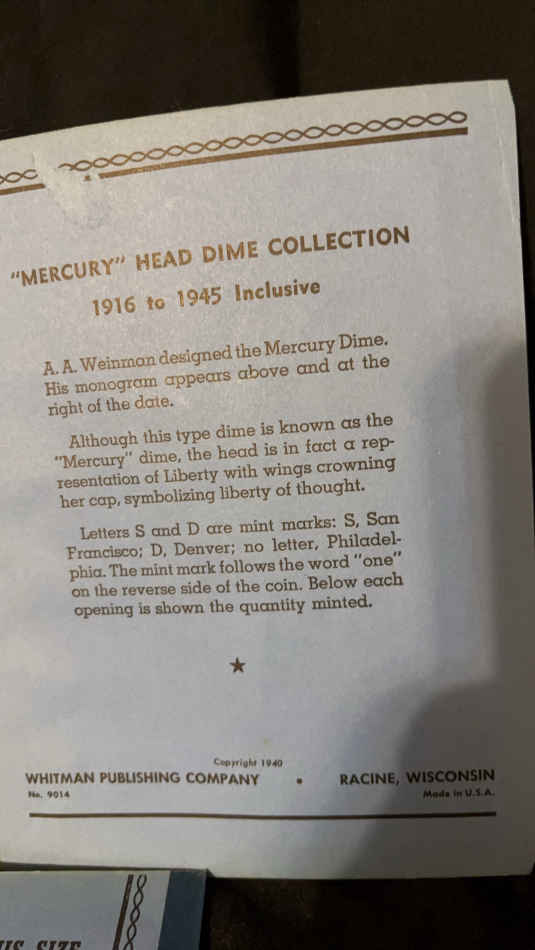 "MERCURY" HEAD DIME COLLECTION
1916 to 1945 Inclusive
A. A. Weinman designed the Mercury Dime.
His monogram appears above and at the
right of the date.
Although this type dime is known as the
"Mercury" dime, the head is in fact a rep-
resentation of Liberty with wings crowning
her cap, symbolizing liberty of thought.
Letters S and D are mint marks: S, San
Francisco; D, Denver; no letter, Philadel-
phia. The mint mark follows the word "one"
on the reverse side of the coin. Below each
opening is shown the quantity minted.
Copyright 1940
WHITMAN PUBLISHING COMPANY • RACINE, WISCONSIN
No. 9014 Made in U.S.A.
SIZE